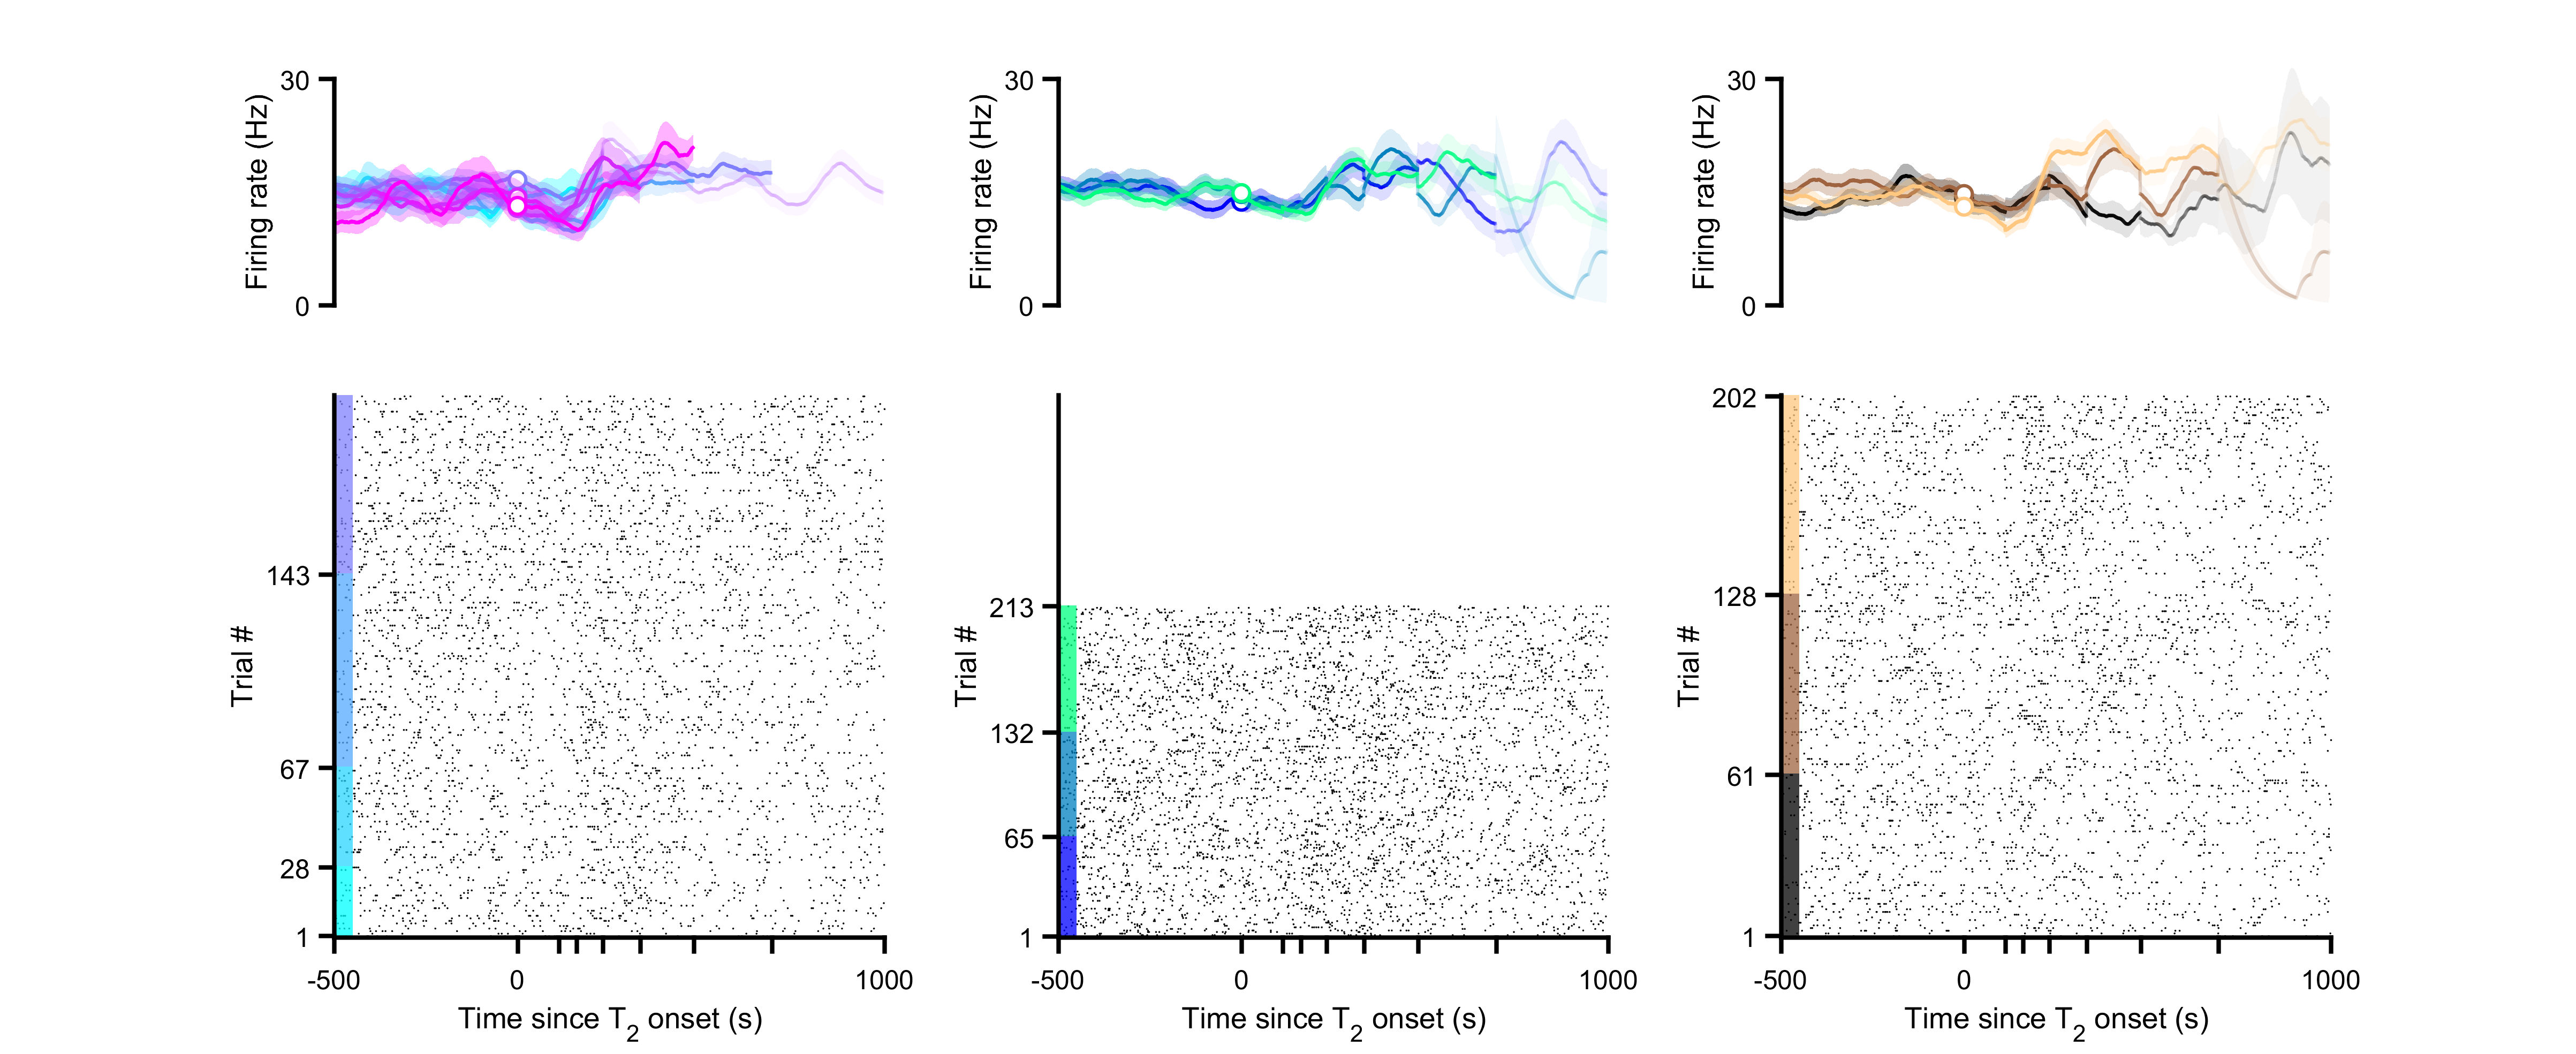 30
Firing rate (Hz)
0
30
Firing rate (Hz)
0
30
Firing rate (Hz)
0
143
67
28
1
Trial #
-500 0 1000
Time since T2 onset (s)
213
132
65
1
Trial #
-500 0 1000
Time since T2 onset (s)
202
128
61
1
Trial #
-500 0 1000
Time since T2 onset (s)